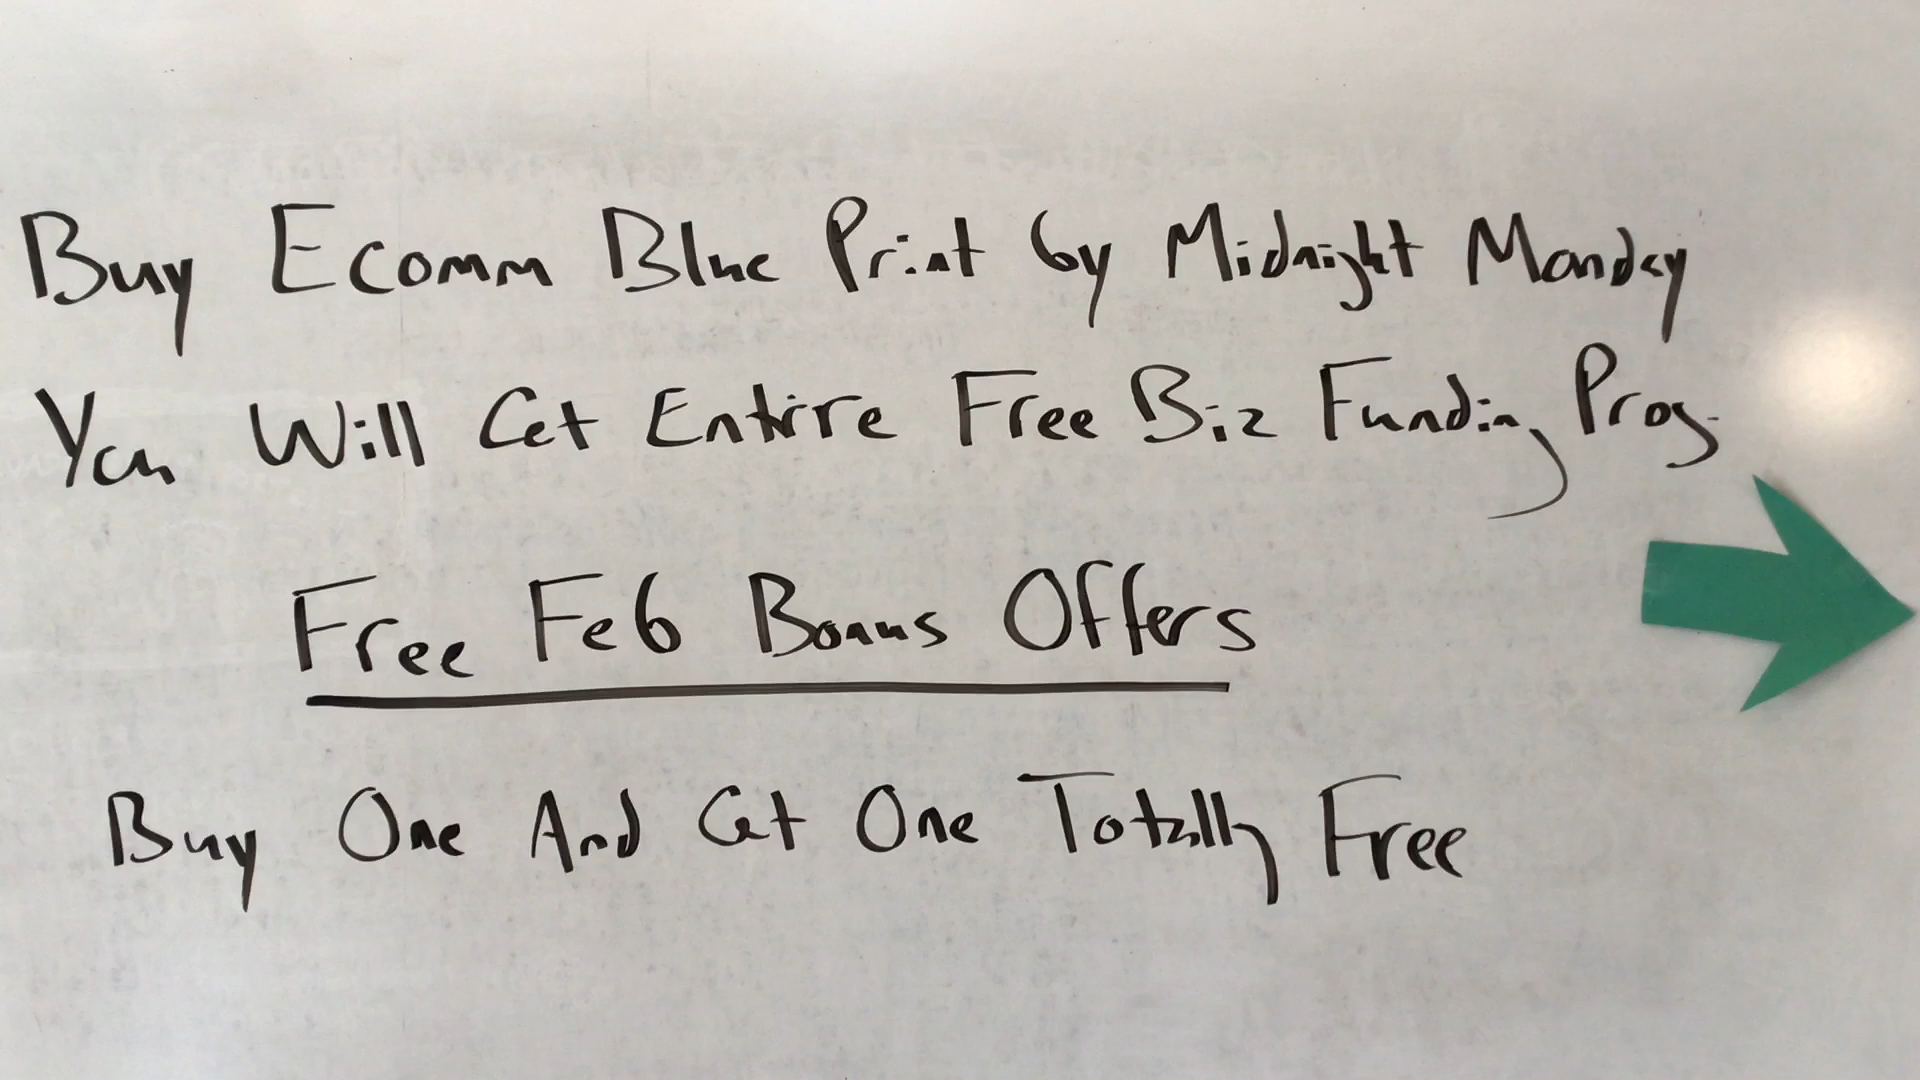 Buy Ecomm Blue Print by Midnight Monday
You Will Get Entire Free Biz Funding Prog.
Free Feb Bonus Offers
Buy One And Get One Totally Free